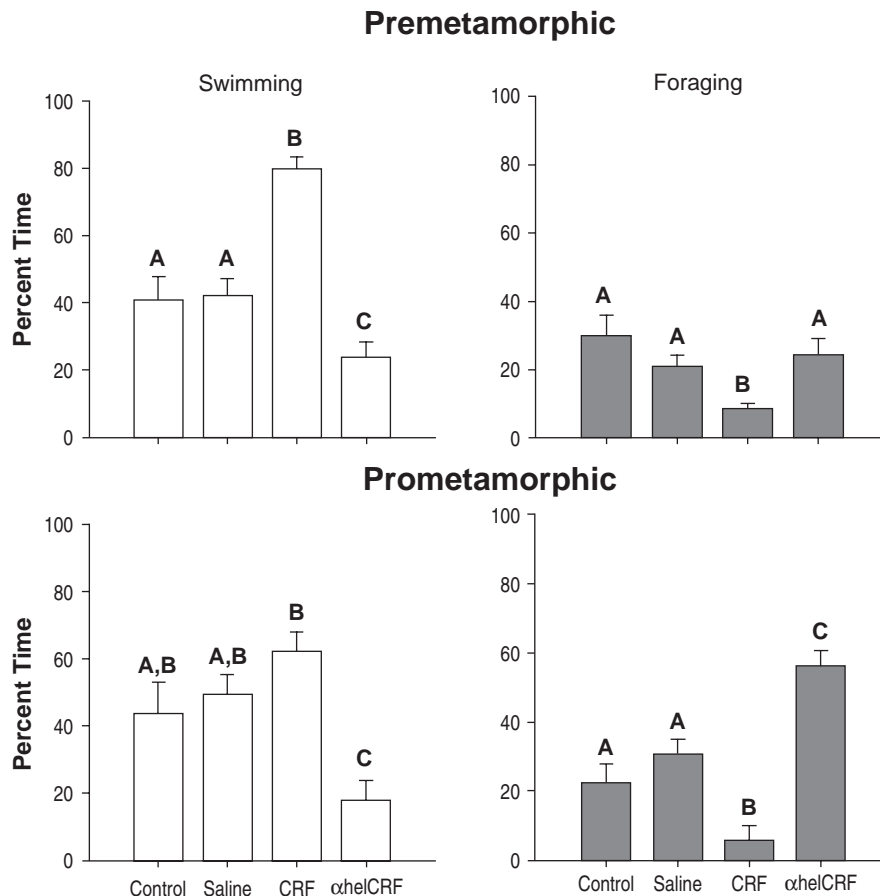 Premetamorphic
Swimming
Foraging
Percent Time
100
80
60
40
20
0
A
A
B
C
100
80
60
40
20
0
A
A
B
A
Prometamorphic
Percent Time
100
80
60
40
20
0
A,B
A,B
B
C
Control Saline CRF αhelCRF
100
80
60
40
20
0
A
A
B
C
Control Saline CRF αhelCRF